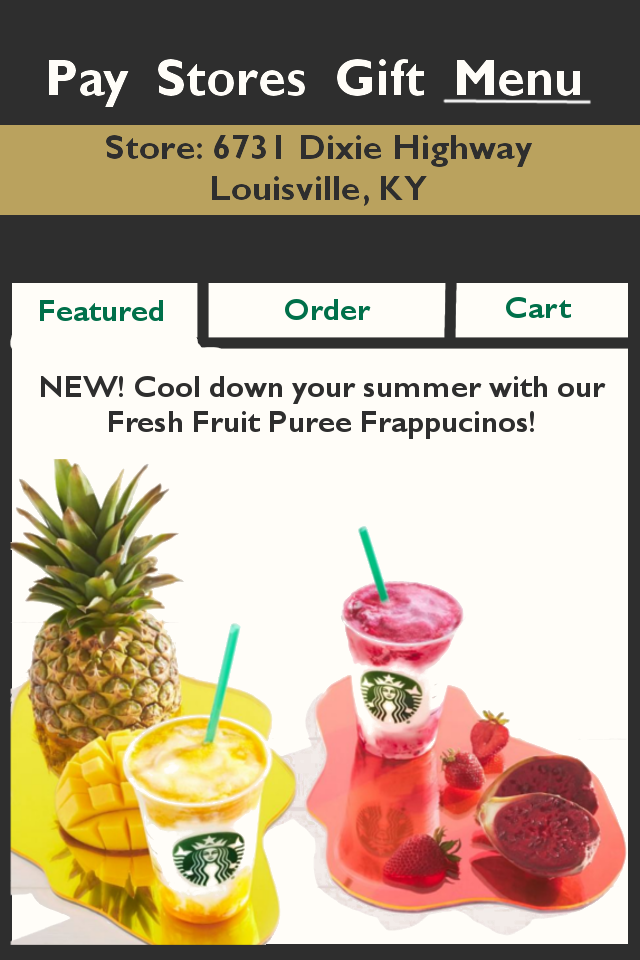 Pay Stores Gift Menu
Store: 6731 Dixie Highway
Louisville, KY
Featured Order Cart
NEW! Cool down your summer with our
Fresh Fruit Puree Frappucinos!